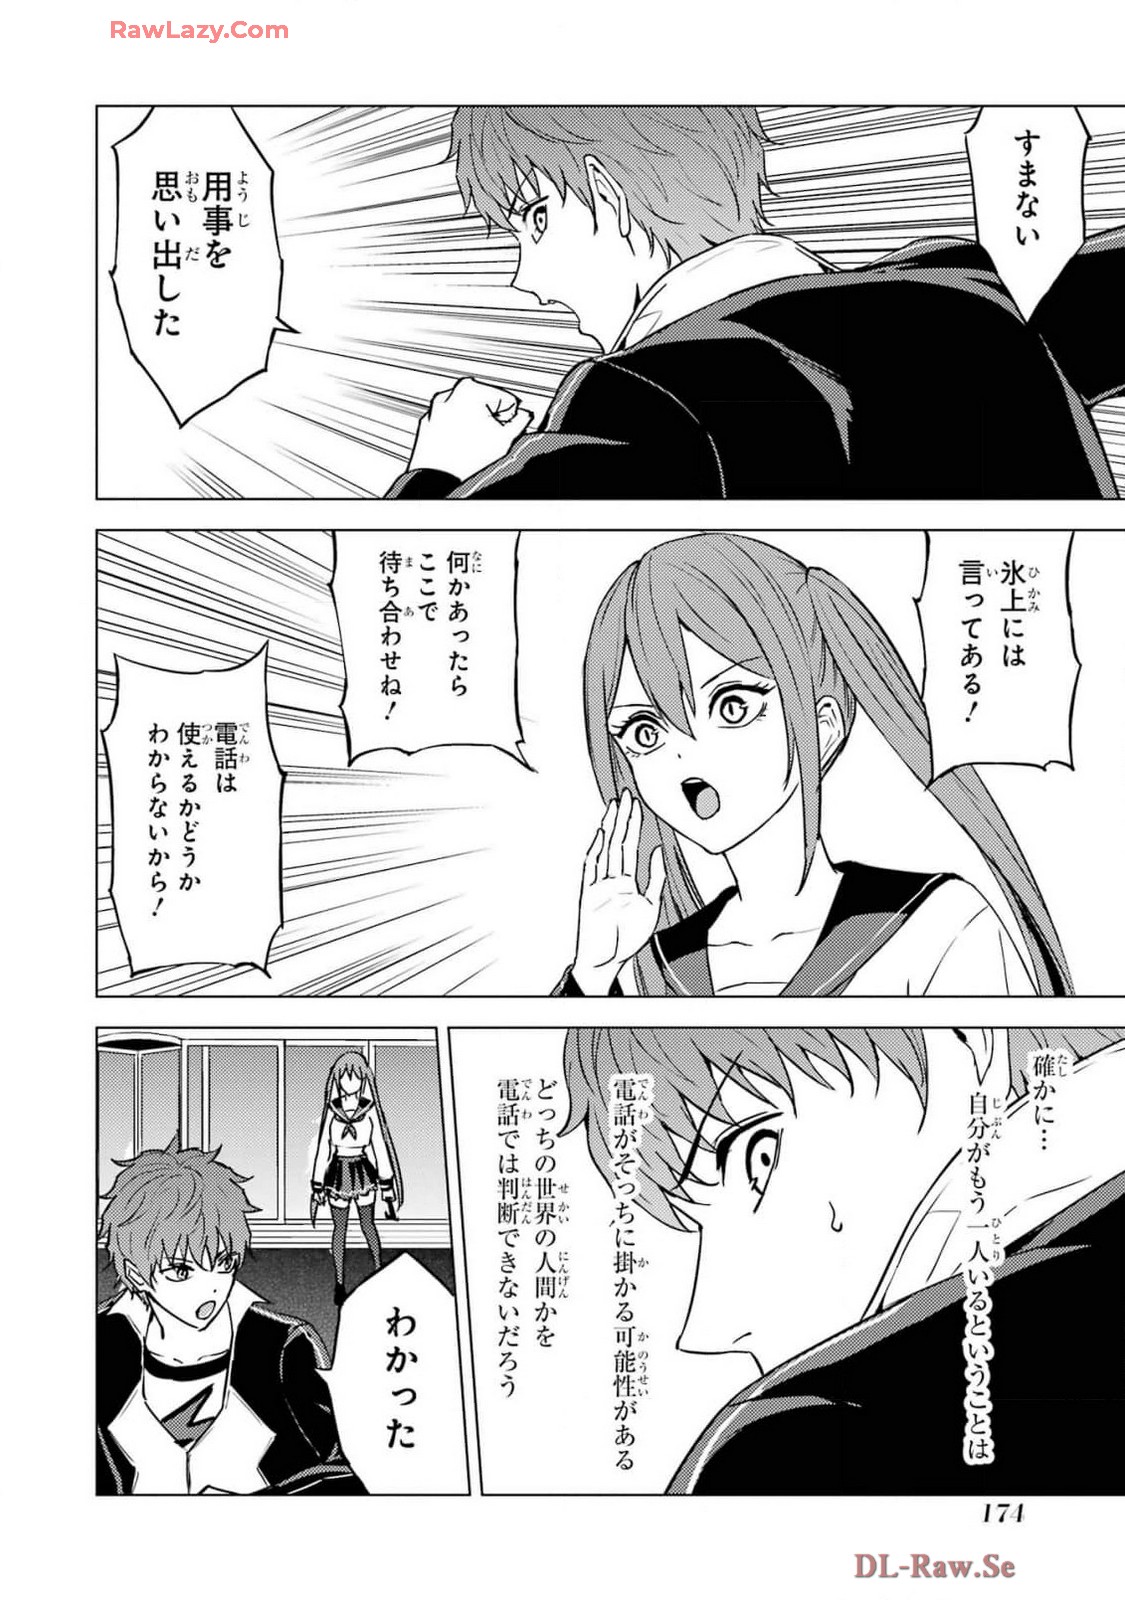 RawLazy.Com
すまない
用事を
思い出した
氷上には
言ってある！
何かあったら
ここで
待ち合わせね！
電話は
使えるかどうか
わからないから！
確かに…
自分がもう一人いるということは
電話がそっちに掛かる可能性がある
どっちの世界の人間かを
電話では判断できないだろう
わかった
174
DL-Raw.Se